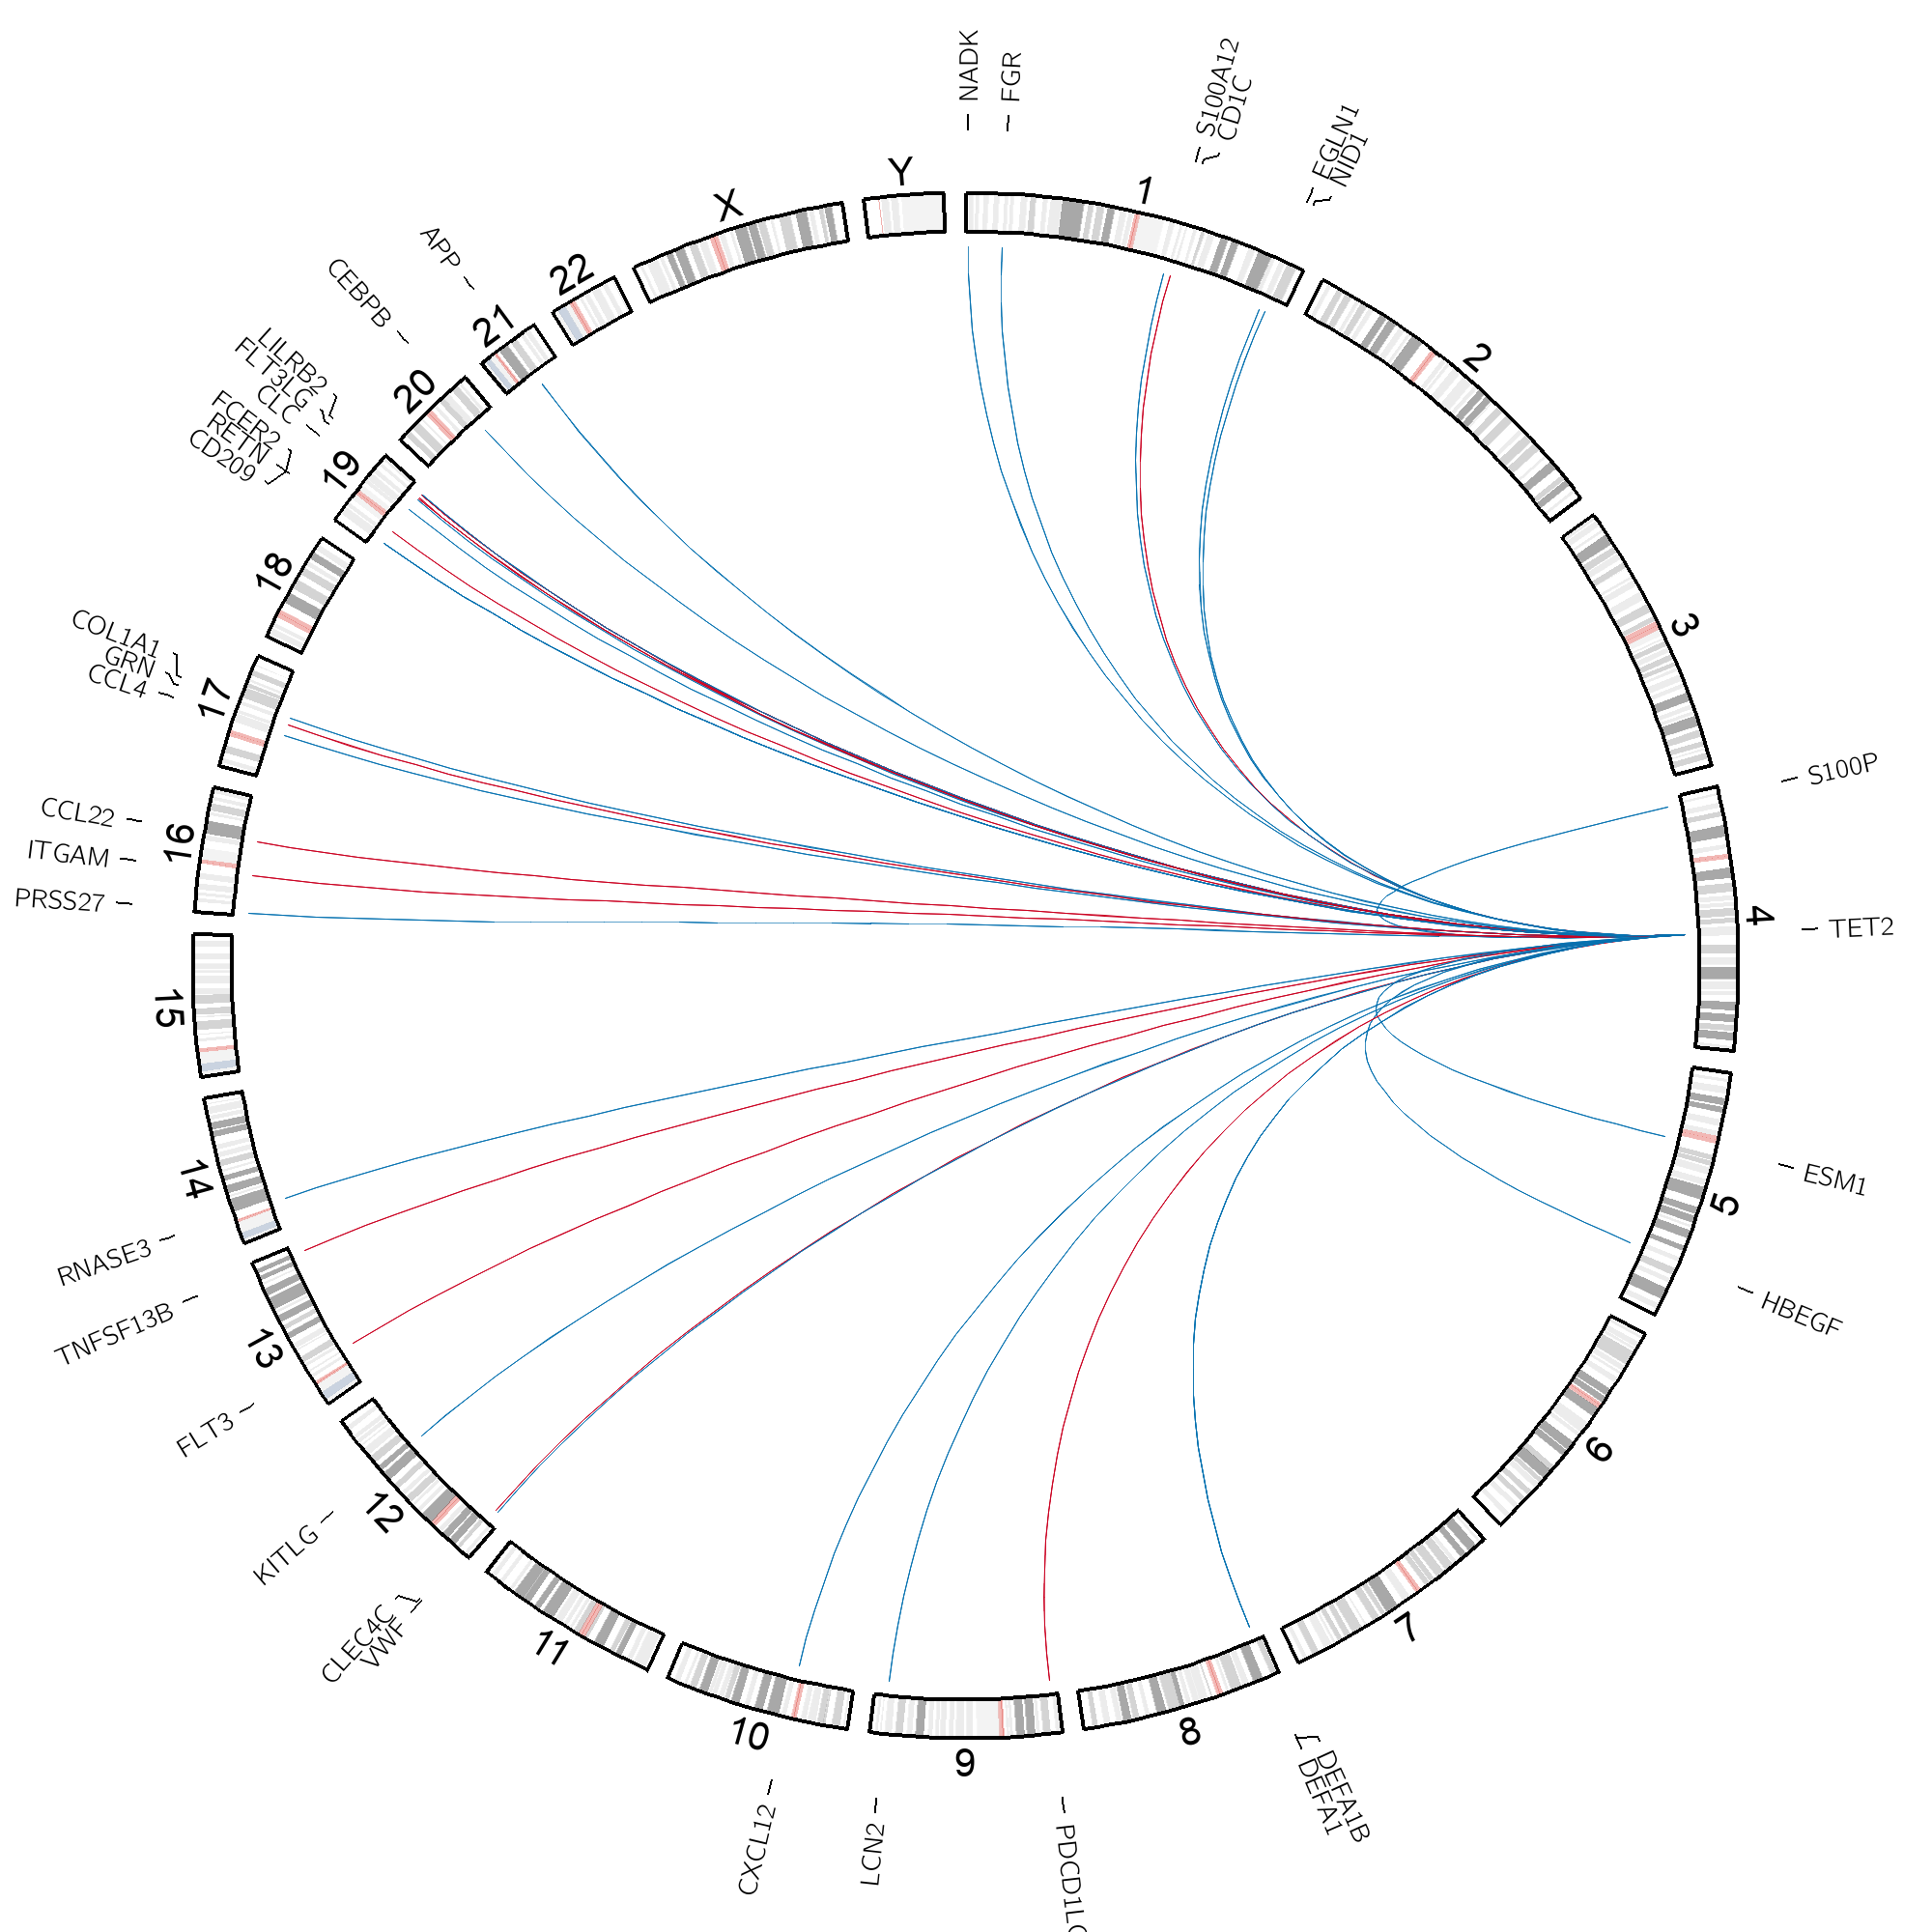 NADK
FGR
S100A12
CD1C
EGLN1
NID1
1
2
3
S100P
4
TET2
ESM1
5
HBEGF
6
7
DEFA1B
DEFA1
8
PDCD1LG
9
LCN2
10
CXCL12
11
VWF
CLEC4C
12
KITLG
FLT3
13
TNFSF13B
RNASE3
14
15
PRSS27
ITGAM
16
CCL22
17
CCL4
GRN
COL1A1
18
19
CD209
RETN
FCER2
CLC
FLT3LG
LILRB2
20
CEBPB
21
APP
22
X
Y